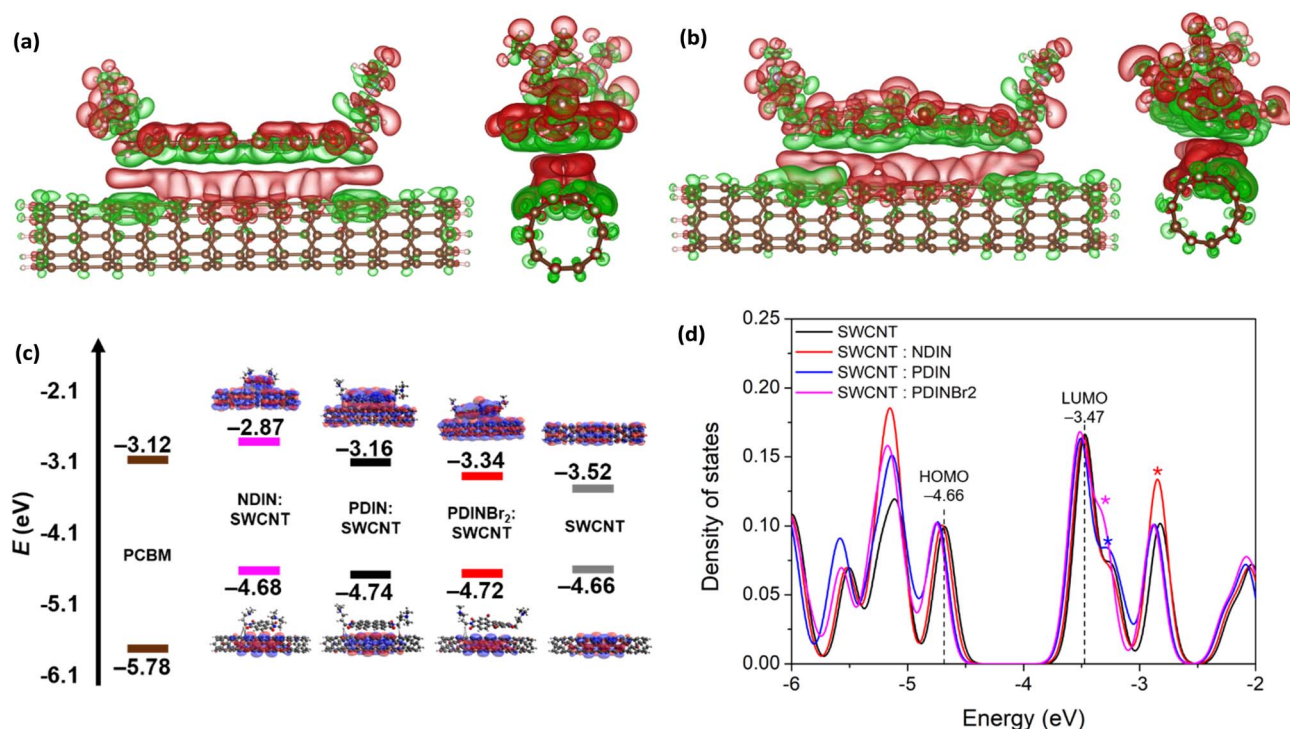 (a)
(b)
(c)
E (eV)
-2.1
-3.1
-4.1
-5.1
-6.1
–3.12
PCBM
–5.78
–2.87
NDIN:
SWCNT
–4.68
–3.16
PDIN:
SWCNT
–4.74
–3.34
PDINBr2:
SWCNT
–4.72
–3.52
SWCNT
–4.66
(d)
Density of states
0.25
0.20
0.15
0.10
0.05
0.00
SWCNT
SWCNT : NDIN
SWCNT : PDIN
SWCNT : PDINBr2
LUMO
–3.47
HOMO
–4.66
*
*
*
-6
-5
-4
-3
-2
Energy (eV)